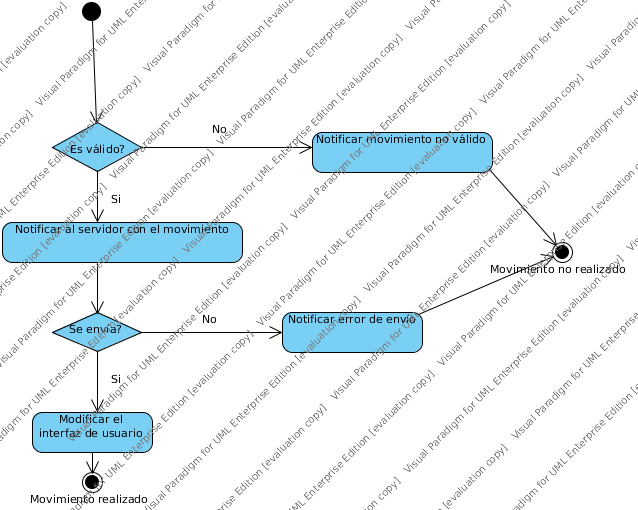 Es válido?
No
Notificar movimiento no válido
Si
Notificar al servidor con el movimiento
Movimiento no realizado
Se envía?
No
Notificar error de envío
Si
Modificar el
interfaz de usuario
Movimiento realizado
Visual Paradigm for UML Enterprise Edition [evaluation copy]